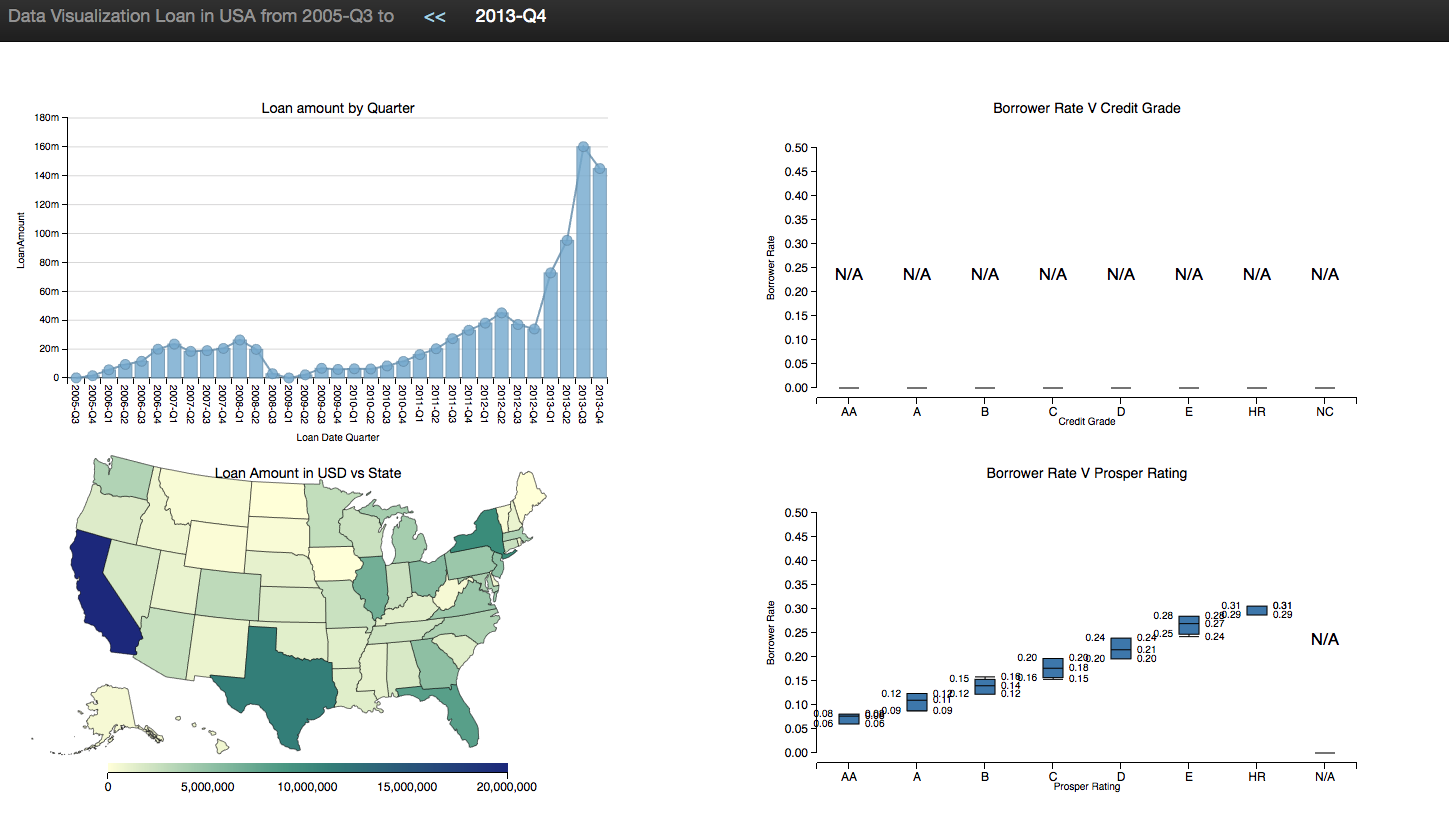 Data Visualization Loan in USA from 2005-Q3 to << 2013-Q4
Loan amount by Quarter
180m
160m
140m
120m
100m
80m
60m
40m
20m
0
LoanAmount
2005-Q3 2005-Q4 2006-Q1 2006-Q2 2006-Q3 2006-Q4 2007-Q1 2007-Q2 2007-Q3 2007-Q4 2008-Q1 2008-Q2 2008-Q3 2009-Q1 2009-Q2 2009-Q3 2009-Q4 2010-Q1 2010-Q2 2010-Q3 2010-Q4 2011-Q1 2011-Q2 2011-Q3 2011-Q4 2012-Q1 2012-Q2 2012-Q3 2012-Q4 2013-Q1 2013-Q2 2013-Q3 2013-Q4
Loan Date Quarter
Borrower Rate V Credit Grade
0.50
0.45
0.40
0.35
0.30
0.25
0.20
0.15
0.10
0.05
0.00
Borrower Rate
N/A N/A N/A N/A N/A N/A N/A N/A
AA A B C D E HR NC
Credit Grade
Loan Amount in USD vs State
0 5,000,000 10,000,000 15,000,000 20,000,000
Borrower Rate V Prosper Rating
0.50
0.45
0.40
0.35
0.30
0.25
0.20
0.15
0.10
0.05
0.00
Borrower Rate
0.08 0.06 0.08 0.06
0.12 0.09 0.12 0.11 0.09
0.15 0.12 0.16 0.14 0.12
0.20 0.16 0.20 0.18 0.15
0.24 0.20 0.24 0.21 0.20
0.28 0.25 0.28 0.27 0.24
0.31 0.29 0.31 0.31 0.29
N/A
AA A B C D E HR N/A
Prosper Rating